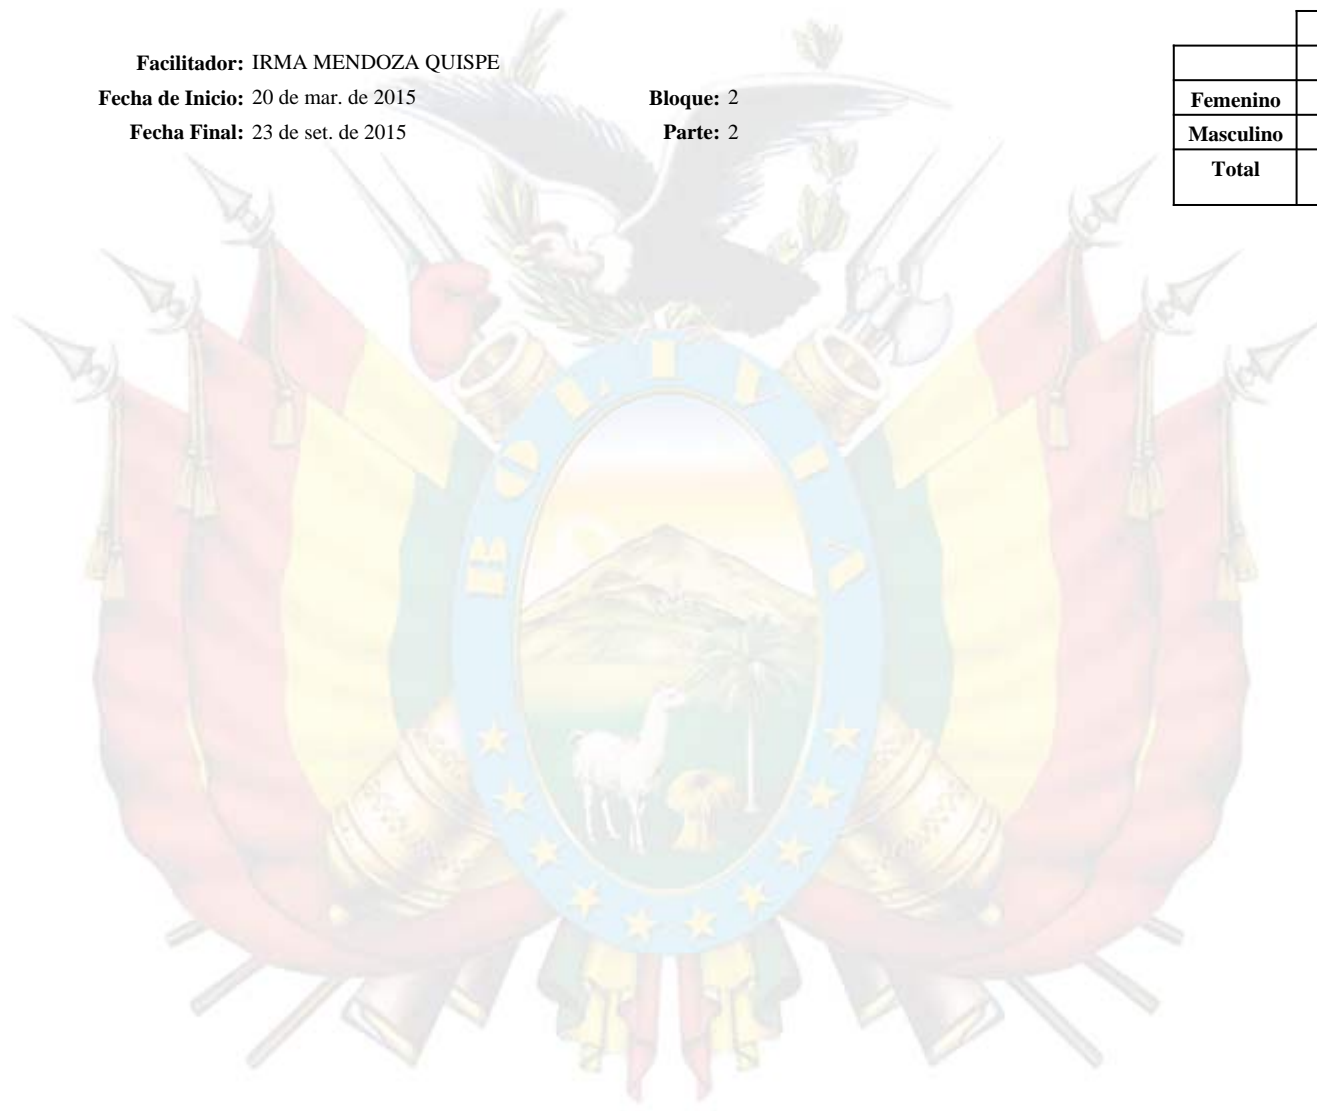 Facilitador: IRMA MENDOZA QUISPE
Fecha de Inicio: 20 de mar. de 2015 Bloque: 2
Fecha Final: 23 de set. de 2015 Parte: 2
Femenino
Masculino
Total
BOLIVIA